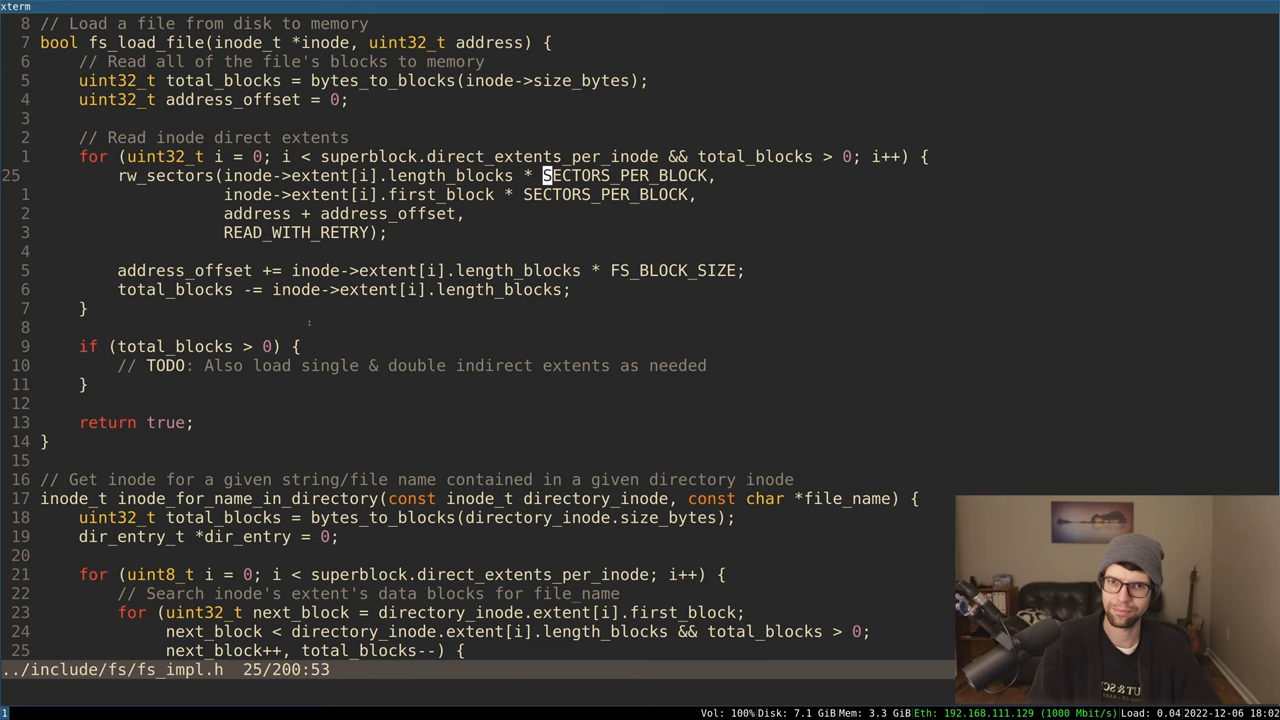 xterm
8 // Load a file from disk to memory
7 bool fs_load_file(inode_t *inode, uint32_t address) {
6 // Read all of the file's blocks to memory
5 uint32_t total_blocks = bytes_to_blocks(inode->size_bytes);
4 uint32_t address_offset = 0;
3
2 // Read inode direct extents
1 for (uint32_t i = 0; i < superblock.direct_extents_per_inode && total_blocks > 0; i++) {
25 rw_sectors(inode->extent[i].length_blocks * SECTORS_PER_BLOCK,
1 inode->extent[i].first_block * SECTORS_PER_BLOCK,
2 address + address_offset,
3 READ_WITH_RETRY);
4
5 address_offset += inode->extent[i].length_blocks * FS_BLOCK_SIZE;
6 total_blocks -= inode->extent[i].length_blocks;
7 }
8
9 if (total_blocks > 0) {
10 // TODO: Also load single & double indirect extents as needed
11 }
12
13 return true;
14 }
15
16 // Get inode for a given string/file name contained in a given directory inode
17 inode_t inode_for_name_in_directory(const inode_t directory_inode, const char *file_name) {
18 uint32_t total_blocks = bytes_to_blocks(directory_inode.size_bytes);
19 dir_entry_t *dir_entry = 0;
20
21 for (uint8_t i = 0; i < superblock.direct_extents_per_inode; i++) {
22 // Search inode's extent's data blocks for file_name
23 for (uint32_t next_block = directory_inode.extent[i].first_block;
24 next_block < directory_inode.extent[i].length_blocks && total_blocks > 0;
25 next_block++, total_blocks--) {
../include/fs/fs_impl.h 25/200:53
1 Vol: 100% Disk: 7.1 GiB Mem: 3.3 GiB Eth: 192.168.111.129 (1000 Mbit/s) Load: 0.04 2022-12-06 18:02